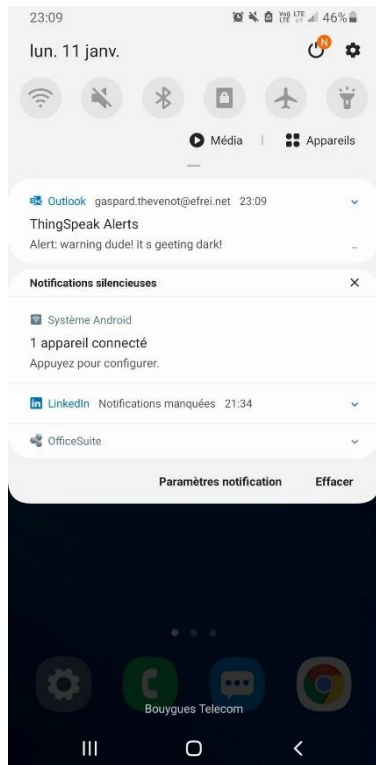 23:09 46%
lun. 11 janv. N
Média | Appareils
Outlook gaspard.thevenot@efrei.net 23:09
ThingSpeak Alerts
Alert: warning dude! it s geeting dark!
..
Notifications silencieuses
Système Android
1 appareil connecté
Appuyez pour configurer.
in LinkedIn Notifications manquées 21:34
OfficeSuite
Paramètres notification Effacer
Bouygues Telecom